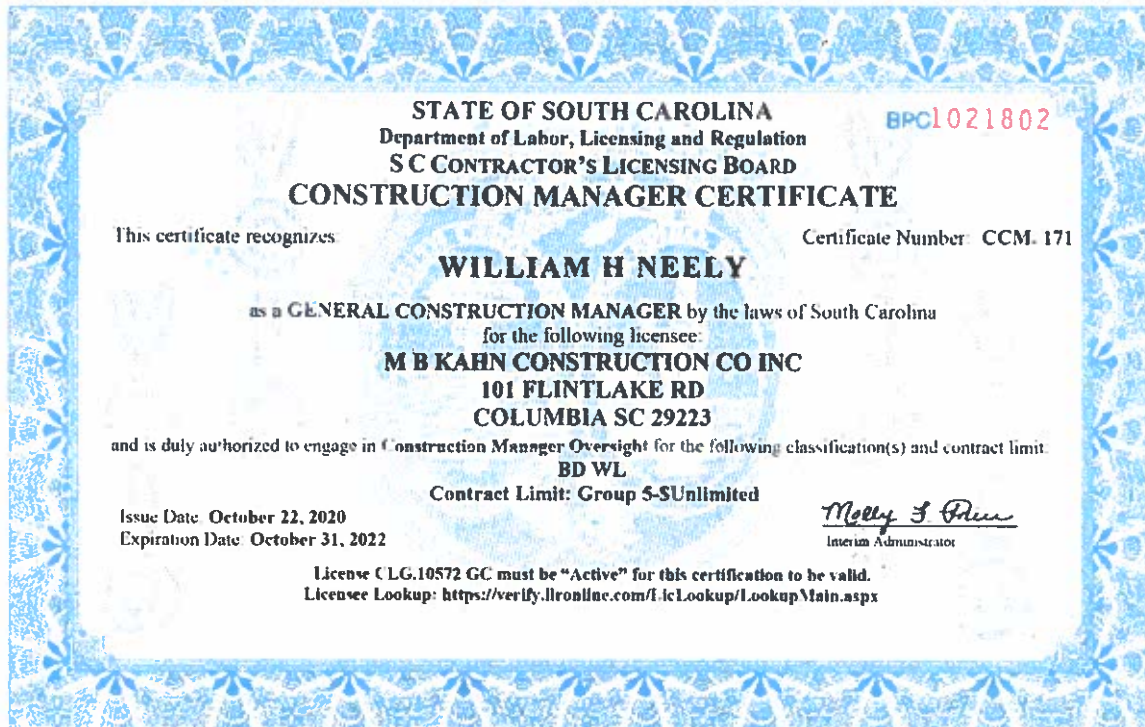 STATE OF SOUTH CAROLINA
BPC1021802
Department of Labor, Licensing and Regulation
S C CONTRACTOR'S LICENSING BOARD
CONSTRUCTION MANAGER CERTIFICATE
This certificate recognizes
Certificate Number: CCM. 171
WILLIAM H NEELY
as a GENERAL CONSTRUCTION MANAGER by the laws of South Carolina
for the following licensee:
M B KAHN CONSTRUCTION CO INC
101 FLINTLAKE RD
COLUMBIA SC 29223
and is duly authorized to engage in Construction Manager Oversight for the following classification(s) and contract limit:
BD WL
Contract Limit: Group 5-$Unlimited
Issue Date: October 22, 2020
Expiration Date: October 31, 2022
Interim Administrator
License CLG.10572 GC must be "Active" for this certification to be valid.
Licensee Lookup: https://verify.llronline.com/LicLookup/LookupMain.aspx